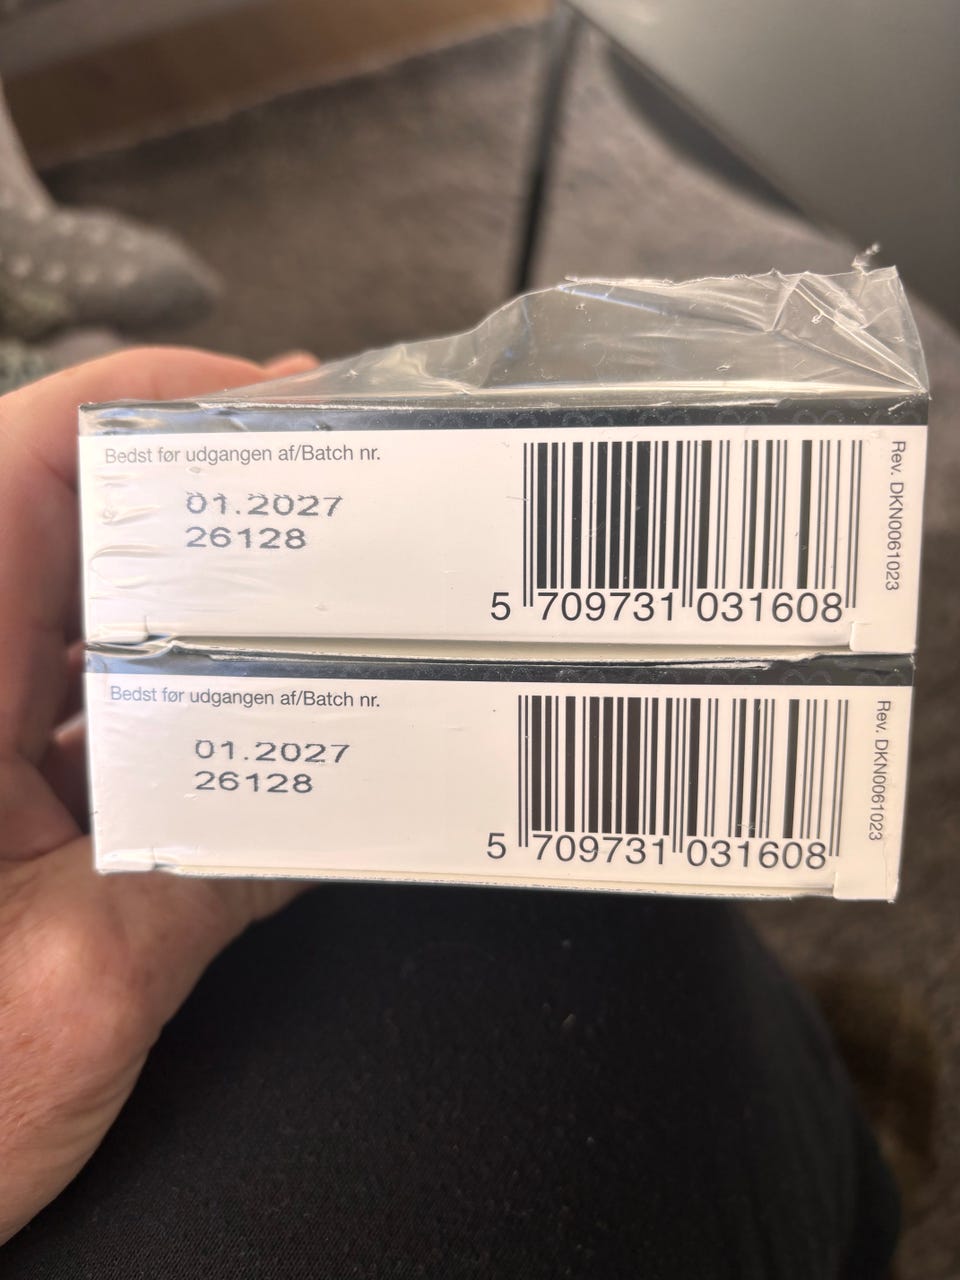 Bedst før udgangen af/Batch nr.
01.2027
26128
5 709731 031608
Rev. DKN0061023
Bedst før udgangen af/Batch nr.
01.2027
26128
5 709731 031608
Rev. DKN0061023